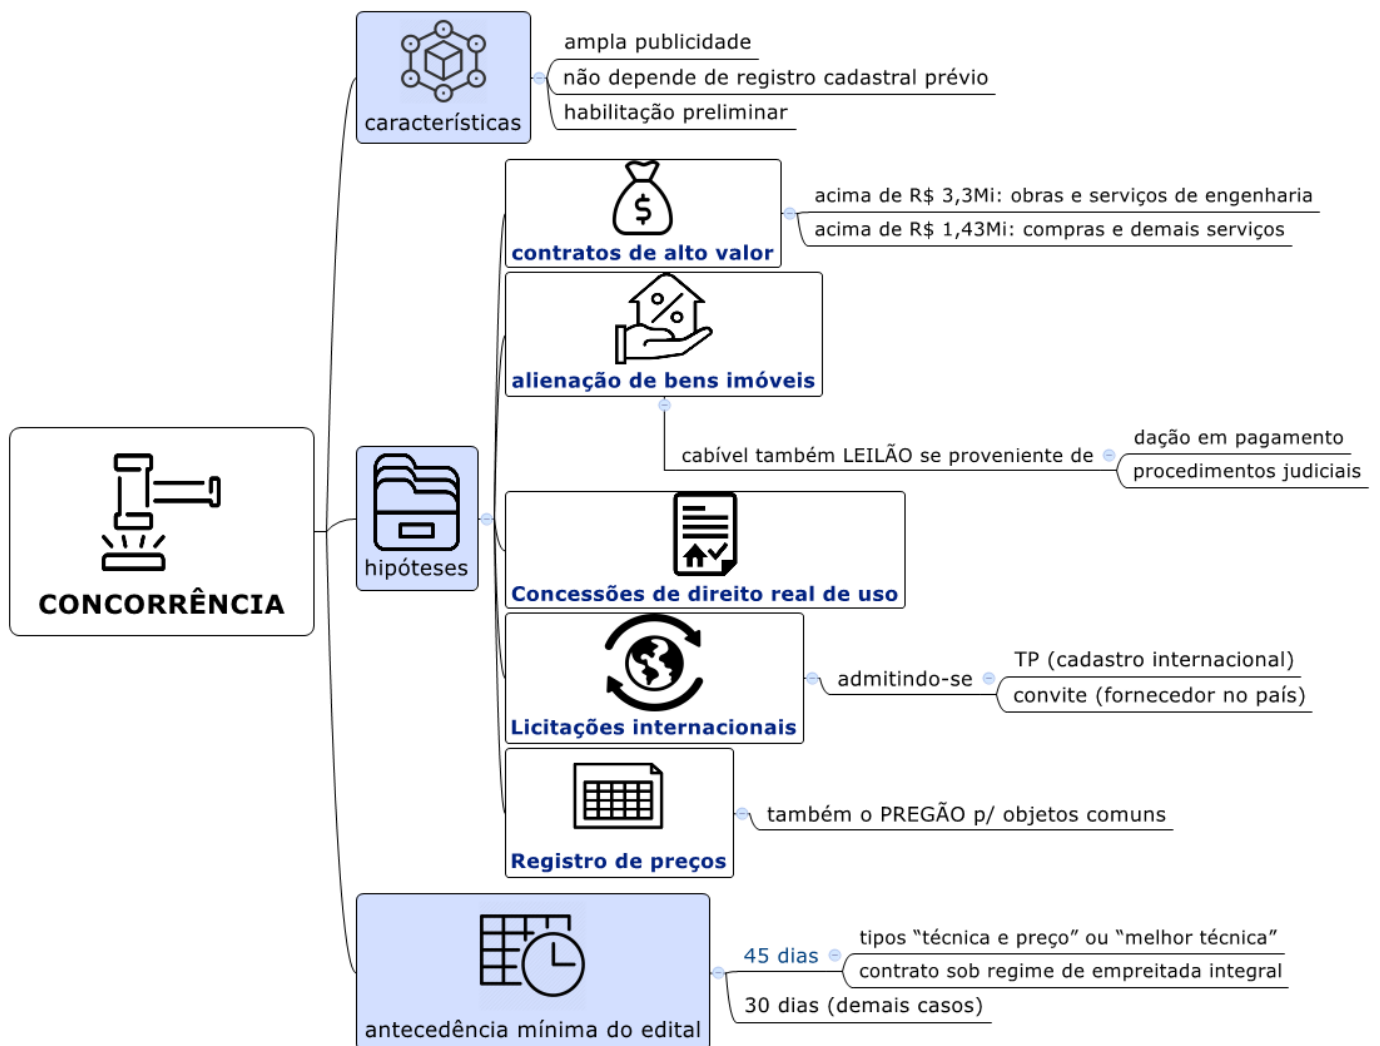 CONCORRÊNCIA
características
ampla publicidade
não depende de registro cadastral prévio
habilitação preliminar
hipóteses
contratos de alto valor
acima de R$ 3,3Mi: obras e serviços de engenharia
acima de R$ 1,43Mi: compras e demais serviços
alienação de bens imóveis
cabível também LEILÃO se proveniente de
dação em pagamento
procedimentos judiciais
Concessões de direito real de uso
Licitações internacionais
admitindo-se
TP (cadastro internacional)
convite (fornecedor no país)
Registro de preços
também o PREGÃO p/ objetos comuns
antecedência mínima do edital
45 dias
tipos “técnica e preço” ou “melhor técnica”
contrato sob regime de empreitada integral
30 dias (demais casos)